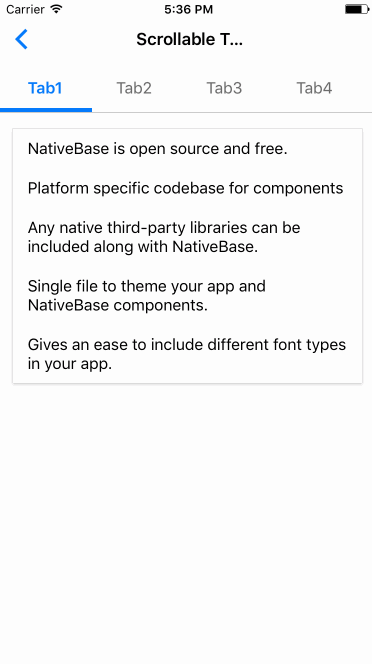 Carrier 5:36 PM
Scrollable T...
Tab1 Tab2 Tab3 Tab4
NativeBase is open source and free.
Platform specific codebase for components
Any native third-party libraries can be
included along with NativeBase.
Single file to theme your app and
NativeBase components.
Gives an ease to include different font types
in your app.